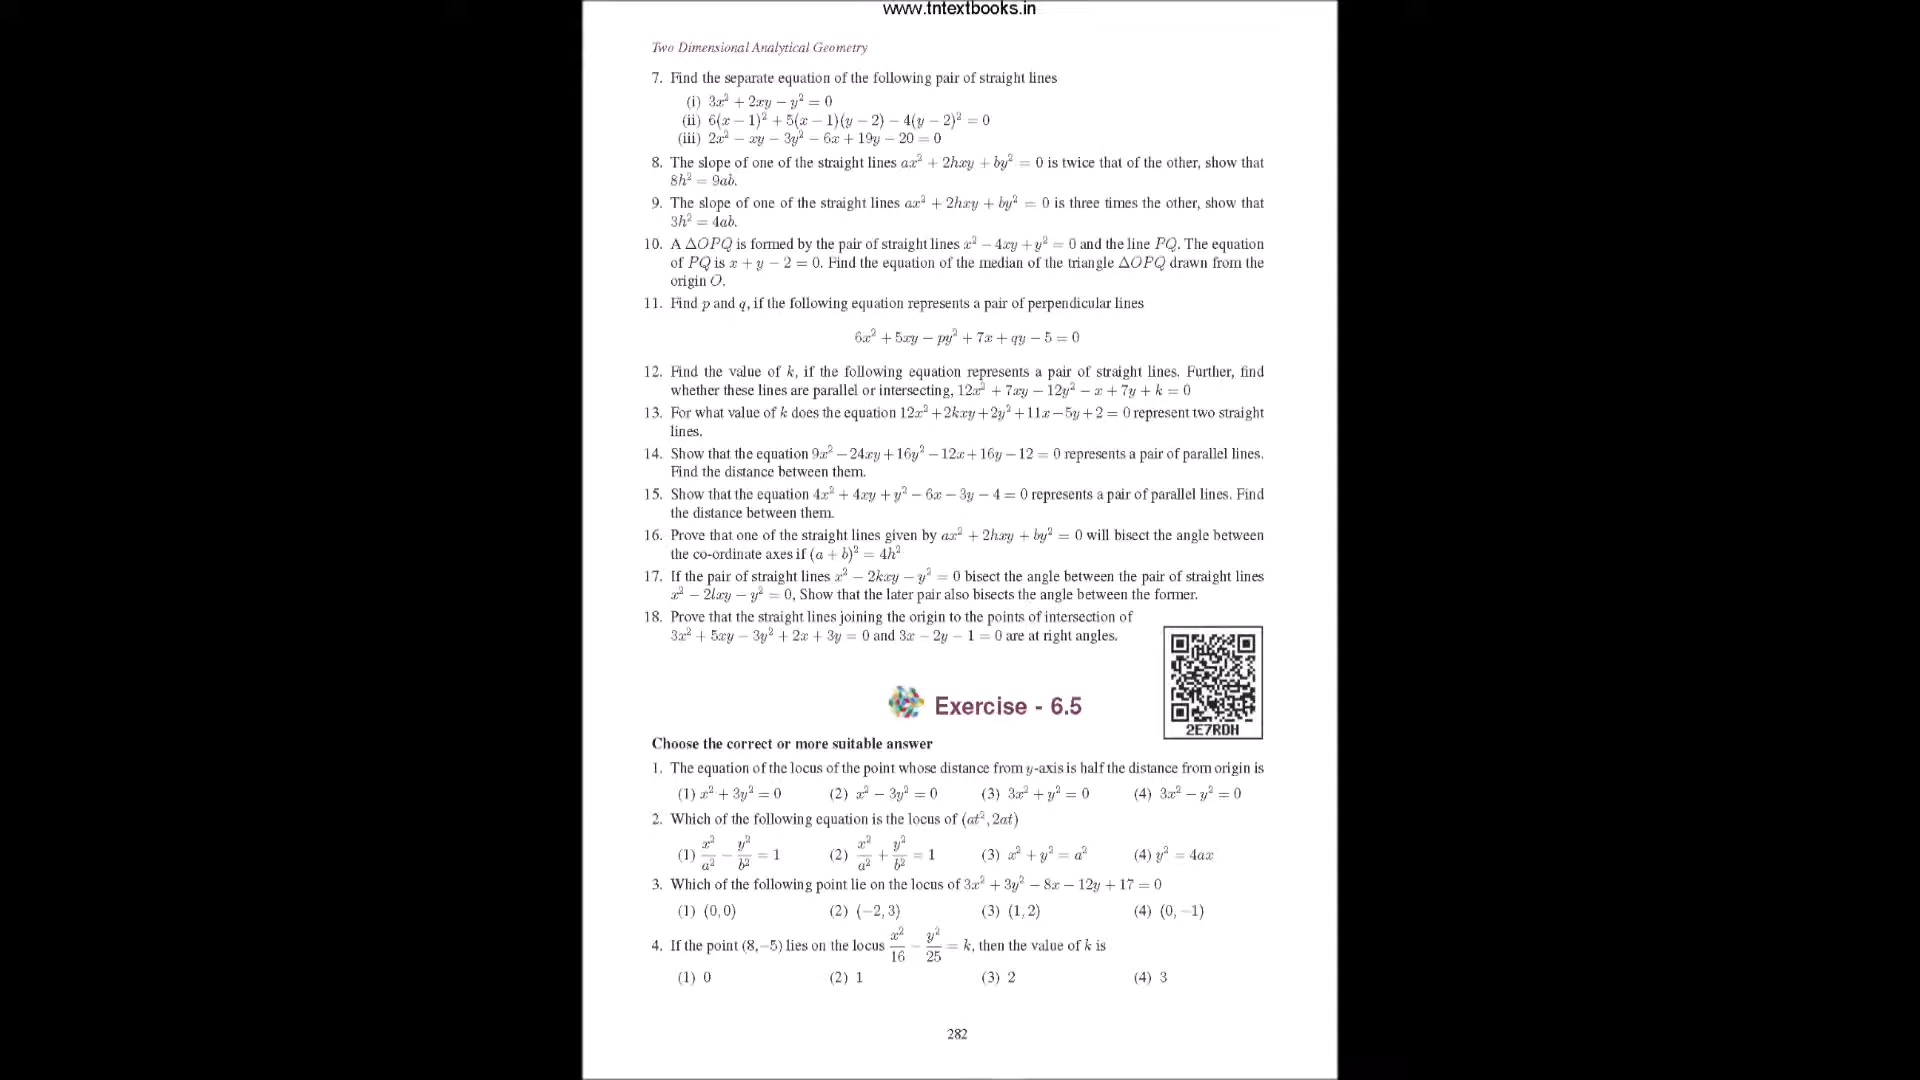 www.tntextbooks.in
Two Dimensional Analytical Geometry
7. Find the separate equation of the following pair of straight lines
(i) 3x² + 2xy − y² = 0
(ii) 6(x − 1)² + 5(x − 1)(y − 2) − 4(y − 2)² = 0
(iii) 2x² − xy − 3y² − 6x + 19y − 20 = 0
8. The slope of one of the straight lines ax² + 2hxy + by² = 0 is twice that of the other, show that
8h² = 9ab.
9. The slope of one of the straight lines ax² + 2hxy + by² = 0 is three times the other, show that
3h² = 4ab.
10. A ΔOPQ is formed by the pair of straight lines x² − 4xy + y² = 0 and the line PQ. The equation
of PQ is x + y − 2 = 0. Find the equation of the median of the triangle ΔOPQ drawn from the
origin O.
11. Find p and q, if the following equation represents a pair of perpendicular lines
6x² + 5xy − py² + 7x + qy − 5 = 0
12. Find the value of k, if the following equation represents a pair of straight lines. Further, find
whether these lines are parallel or intersecting, 12x² + 7xy − 12y² − x + 7y + k = 0
13. For what value of k does the equation 12x² + 2kxy + 2y² + 11x − 5y + 2 = 0 represent two straight
lines.
14. Show that the equation 9x² − 24xy + 16y² − 12x + 16y − 12 = 0 represents a pair of parallel lines.
Find the distance between them.
15. Show that the equation 4x² + 4xy + y² − 6x − 3y − 4 = 0 represents a pair of parallel lines. Find
the distance between them.
16. Prove that one of the straight lines given by ax² + 2hxy + by² = 0 will bisect the angle between
the co-ordinate axes if (a + b)² = 4h²
17. If the pair of straight lines x² − 2kxy − y² = 0 bisect the angle between the pair of straight lines
x² − 2lxy − y² = 0, Show that the later pair also bisects the angle between the former.
18. Prove that the straight lines joining the origin to the points of intersection of
3x² + 5xy − 3y² + 2x + 3y = 0 and 3x − 2y − 1 = 0 are at right angles.
2E7RDH
Exercise - 6.5
Choose the correct or more suitable answer
1. The equation of the locus of the point whose distance from y-axis is half the distance from origin is
(1) x² + 3y² = 0 (2) x² − 3y² = 0 (3) 3x² + y² = 0 (4) 3x² − y² = 0
2. Which of the following equation is the locus of (at², 2at)
(1) x²/a² − y²/b² = 1 (2) x²/a² + y²/b² = 1 (3) x² + y² = a² (4) y² = 4ax
3. Which of the following point lie on the locus of 3x² + 3y² − 8x − 12y + 17 = 0
(1) (0, 0) (2) (−2, 3) (3) (1, 2) (4) (0, −1)
4. If the point (8, −5) lies on the locus x²/16 − y²/25 = k, then the value of k is
(1) 0 (2) 1 (3) 2 (4) 3
282